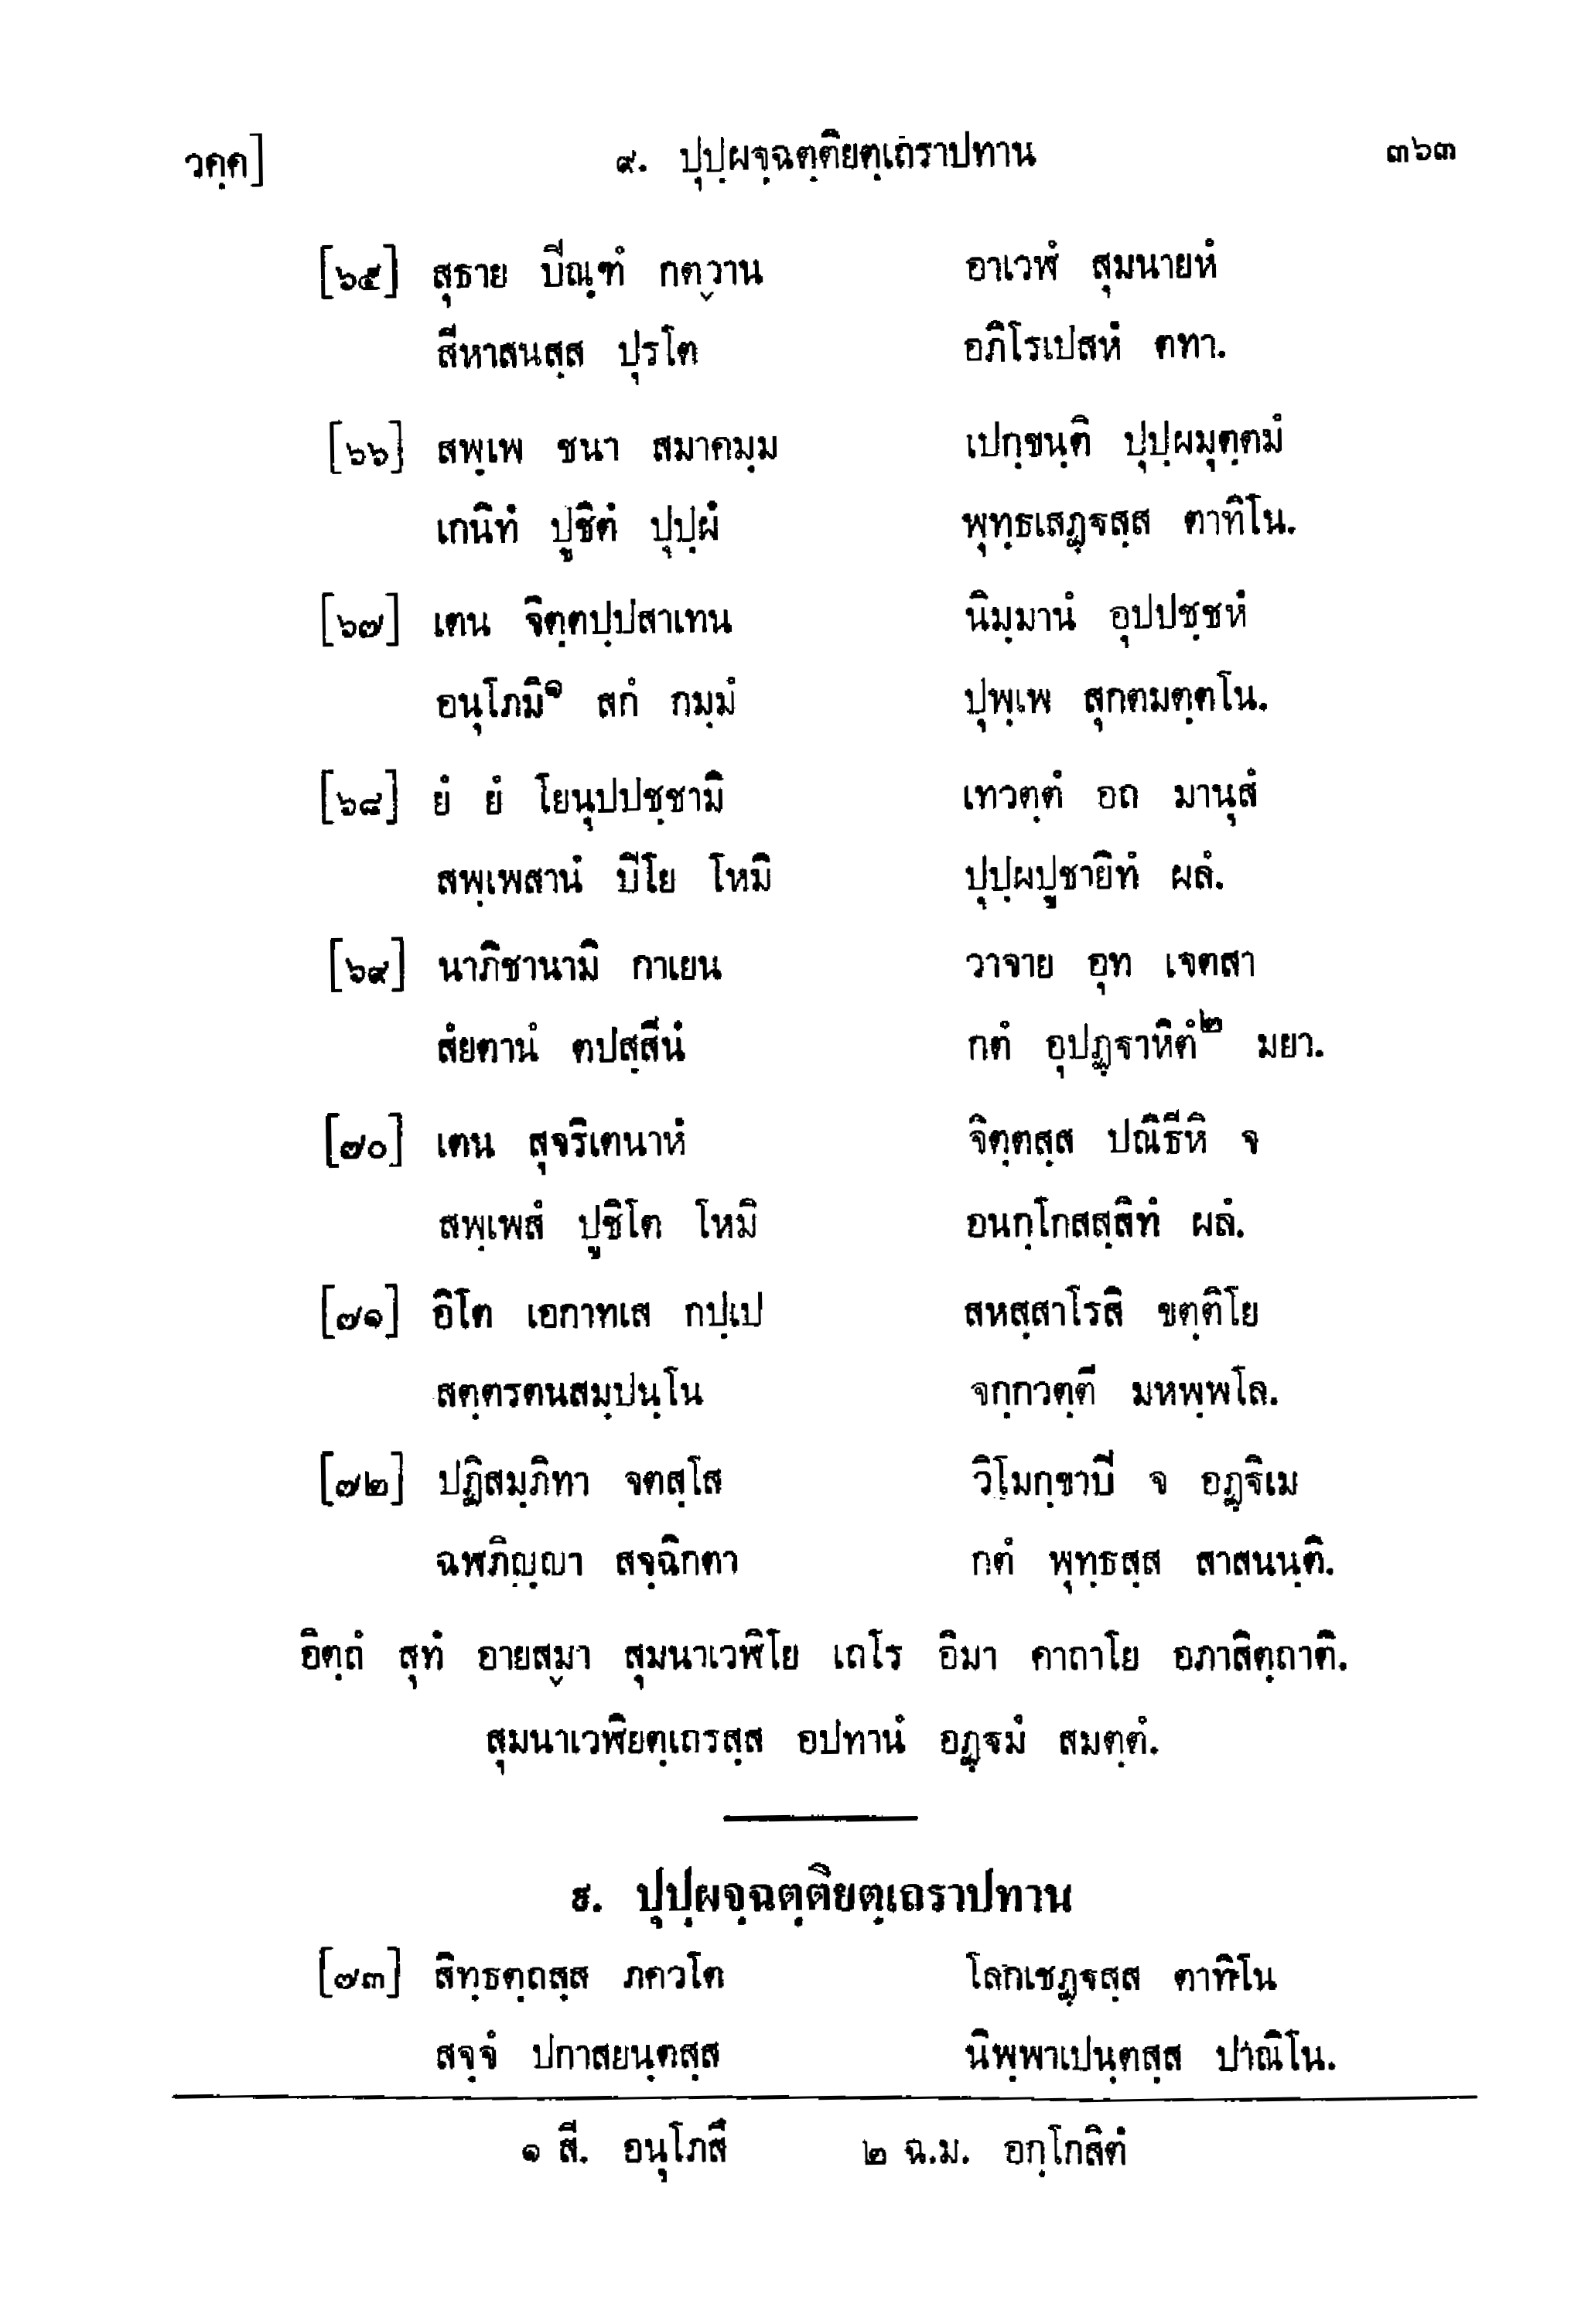 วคฺค] ๙. ปุปฺผจฺฉตฺติยตฺเถราปทาน ๓๖๓
[๖๕] สุธาย ปีณฺฑํ กตฺวาน อาเวฬํ สุมนายหํ
สีหาสนสฺส ปุรโต อภิโรเปสหํ ตทา.
[๖๖] สพฺเพ ชนา สมาคมฺม เปกฺขนฺติ ปุปฺผมุตฺตมํ
เกนิทํ ปูชิตํ ปุปฺผํ พุทฺธเสฏฺฐสฺส ตาทิโน.
[๖๗] เตน จิตฺตปฺปสาเทน นิมฺมานํ อุปปชฺชหํ
อนุโภมิ๑ สกํ กมฺมํ ปุพฺเพ สุกตมตฺตโน.
[๖๘] ยํ ยํ โยนุปปชฺชามิ เทวตฺตํ อถ มานุสํ
สพฺเพสานํ ปิโย โหมิ ปุปฺผปูชายิทํ ผลํ.
[๖๙] นาภิชานามิ กาเยน วาจาย อุท เจตสา
สํยตานํ ตปสฺสีนํ กตํ อุปฏฺฐาหิตํ๒ มยา.
[๗๐] เตน สุจริเตนาหํ จิตฺตสฺส ปณิธีหิ จ
สพฺเพสํ ปูชิโต โหมิ อนกฺโกสสฺสิทํ ผลํ.
[๗๑] อิโต เอกาทเส กปฺเป สหสฺสาโรสิ ขตฺติโย
สตฺตรตนสมฺปนฺโน จกฺกวตฺตี มหพฺพโล.
[๗๒] ปฏิสมฺภิทา จตสฺโส วิโมกฺขาปี จ อฏฺฐิเม
ฉฬภิญฺญา สจฺฉิกตา กตํ พุทฺธสฺส สาสนนฺติ.
อิตฺถํ สุทํ อายสฺมา สุมนาเวฬิโย เถโร อิมา คาถาโย อภาสิตฺถาติ.
สุมนาเวฬิยตฺเถรสฺส อปทานํ อฏฺฐมํ สมตฺตํ.
๙. ปุปฺผจฺฉตฺติยตฺเถราปทาน
[๗๓] สิทฺธตฺถสฺส ภควโต โลกเชฏฺฐสฺส ตาทิโน
สจฺจํ ปกาสยนฺตสฺส นิพฺพาเปนฺตสฺส ปาณิโน.
๑ สี. อนุโภสึ ๒ ฉ.ม. อกฺโกสิตํ